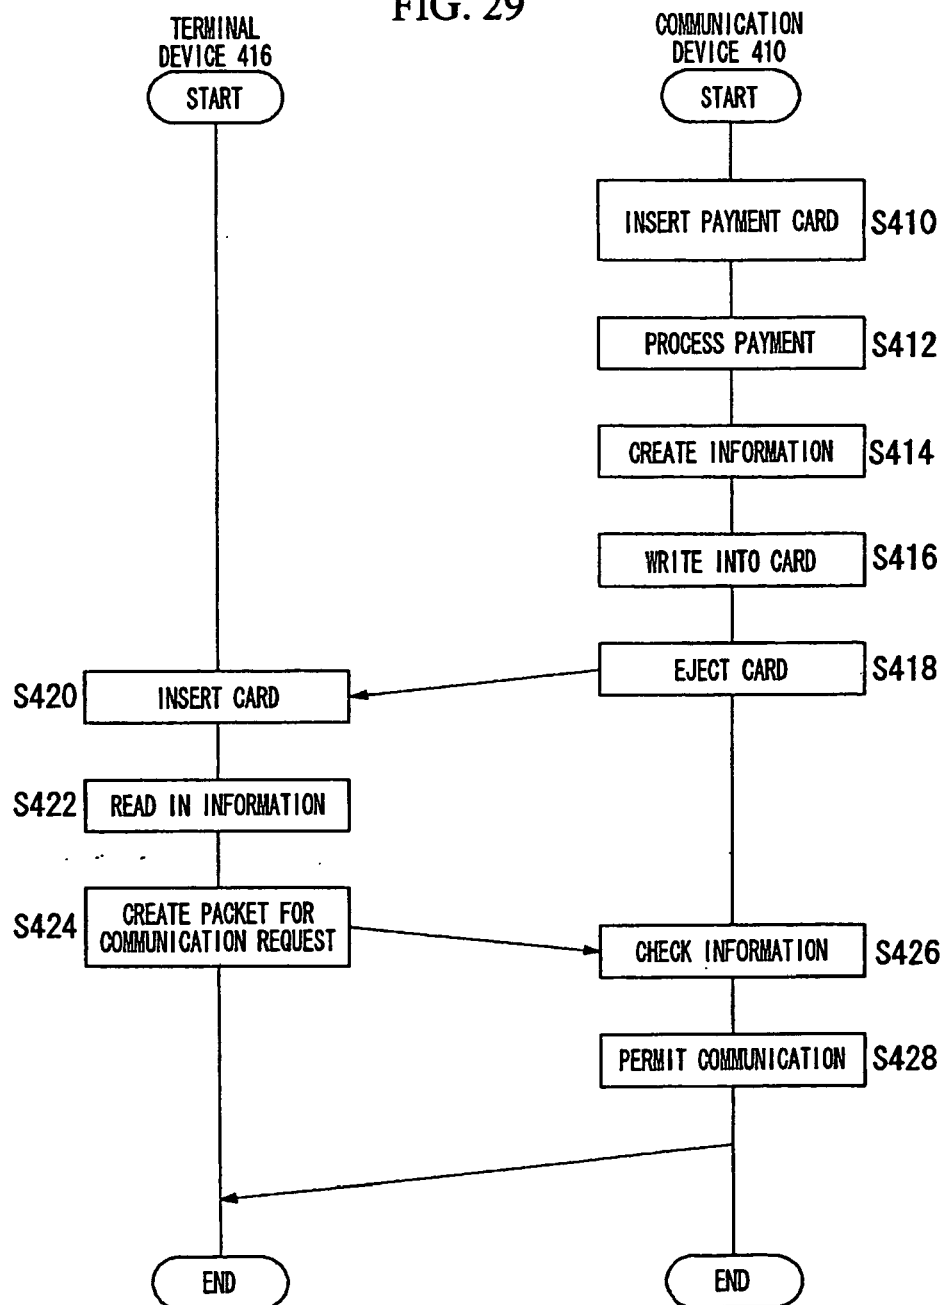 FIG. 29
TERMINAL
DEVICE 416
COMMUNICATION
DEVICE 410
START
START
INSERT PAYMENT CARD
S410
PROCESS PAYMENT
S412
CREATE INFORMATION
S414
WRITE INTO CARD
S416
EJECT CARD
S418
S420
INSERT CARD
S422
READ IN INFORMATION
S424
CREATE PACKET FOR
COMMUNICATION REQUEST
CHECK INFORMATION
S426
PERMIT COMMUNICATION
S428
END
END